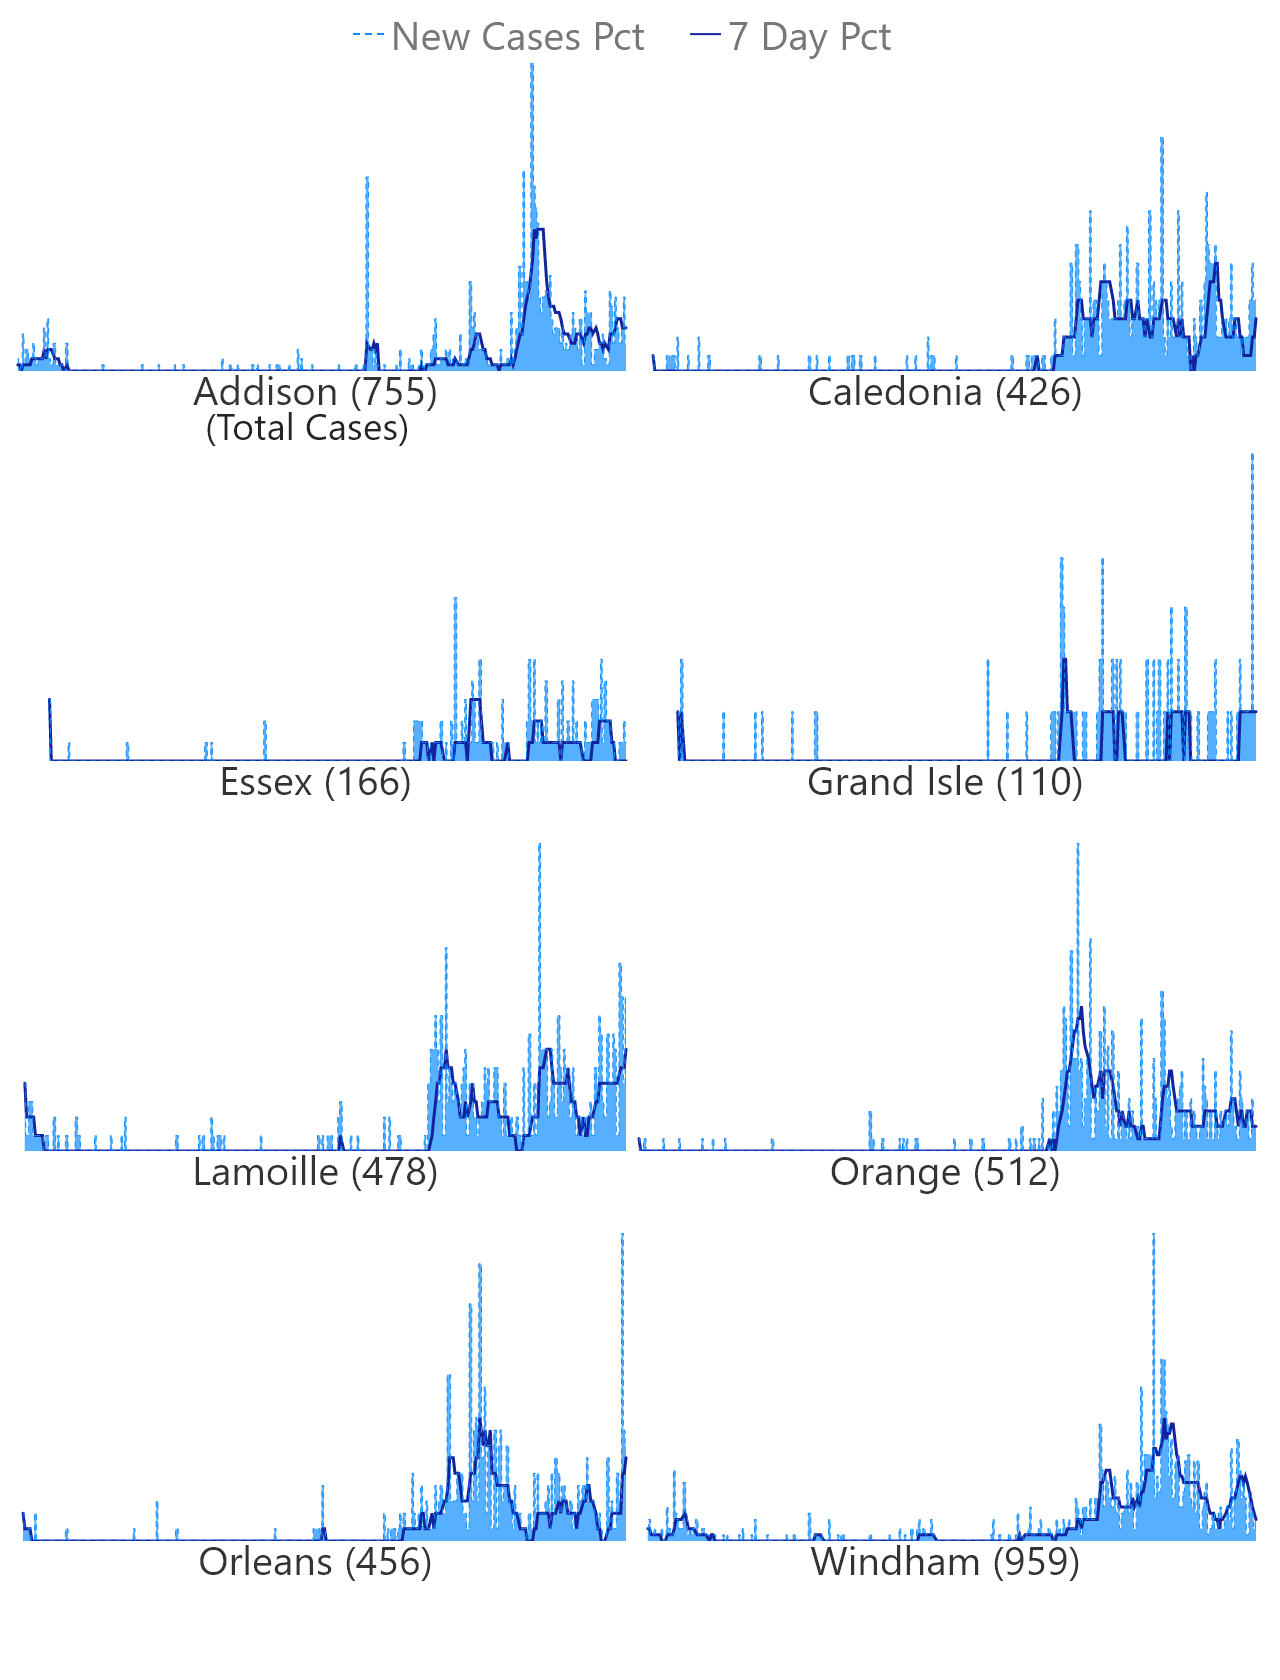 New Cases Pct 7 Day Pct
Addison (755) Caledonia (426)
(Total Cases)
Essex (166) Grand Isle (110)
Lamoille (478) Orange (512)
Orleans (456) Windham (959)